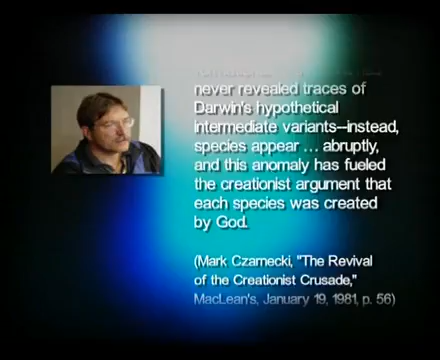 never revealed traces of
Darwin's hypothetical
intermediate variants--instead,
species appear ... abruptly,
and this anomaly has fueled
the creationist argument that
each species was created
by God.
(Mark Czarnecki, "The Revival
of the Creationist Crusade,"
MacLean's, January 19, 1981, p. 56)